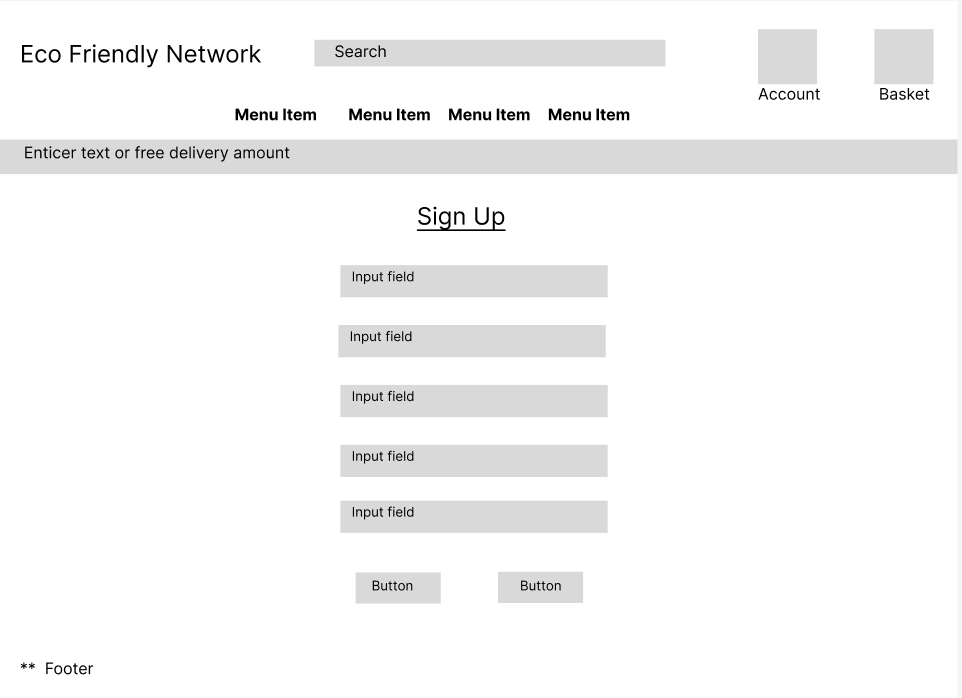 Eco Friendly Network
Search
Account
Basket
Menu Item Menu Item Menu Item Menu Item
Enticer text or free delivery amount
Sign Up
Input field
Input field
Input field
Input field
Input field
Button Button
** Footer